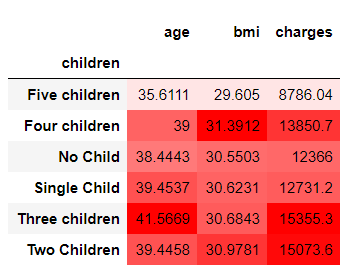 age bmi charges
children
Five children 35.6111 29.605 8786.04
Four children 39 31.3912 13850.7
No Child 38.4443 30.5503 12366
Single Child 39.4537 30.6231 12731.2
Three children 41.5669 30.6843 15355.3
Two Children 39.4458 30.9781 15073.6